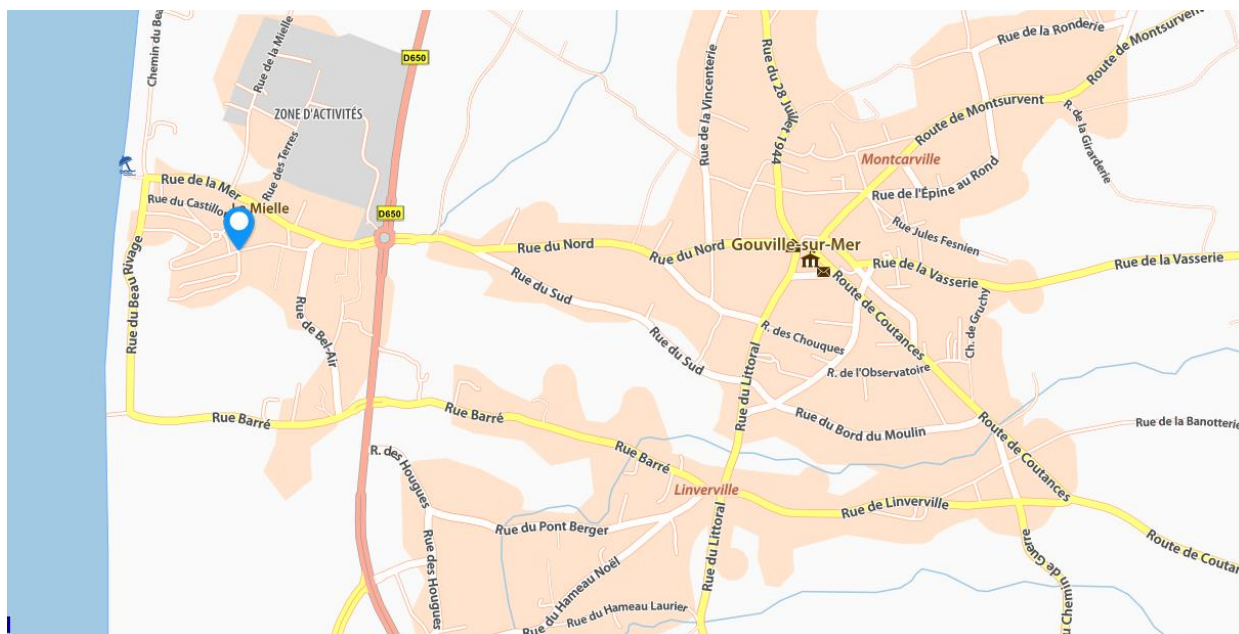 Chemin du Beau
Rue de la Mielle
D650
ZONE D'ACTIVITÉS
Rue de la Vincenterie
Rue du 28 Juillet 1944
Rue de la Ronderie
Route de Montsurvent
Route de Montsurvent
R. de la Girarderie
Montcarville
Rue de l'Épine au Rond
Rue de la Mer
Rue des Terres
Rue du Castillon
Mielle
D650
Rue du Nord
Rue du Nord
Gouville-sur-Mer
Rue Jules Fesnien
Rue de la Vasserie
Rue de la Vasserie
Rue du Beau Rivage
Rue de Bel-Air
Rue du Sud
Rue du Sud
R. des Chouques
Route de Coutances
Ch. de Gruchy
R. de l'Observatoire
Rue du Littoral
Rue Barré
Rue Barré
Rue Barré
Rue du Bord du Moulin
Route de Coutances
Rue de la Banotterie
R. des Hougues
Linverville
Rue de Linverville
Rue du Pont Berger
Rue des Hougues
Rue du Hameau Noël
Rue du Hameau Laurier
Rue du Littoral
u Chemin de Guerre
Route de Coutan